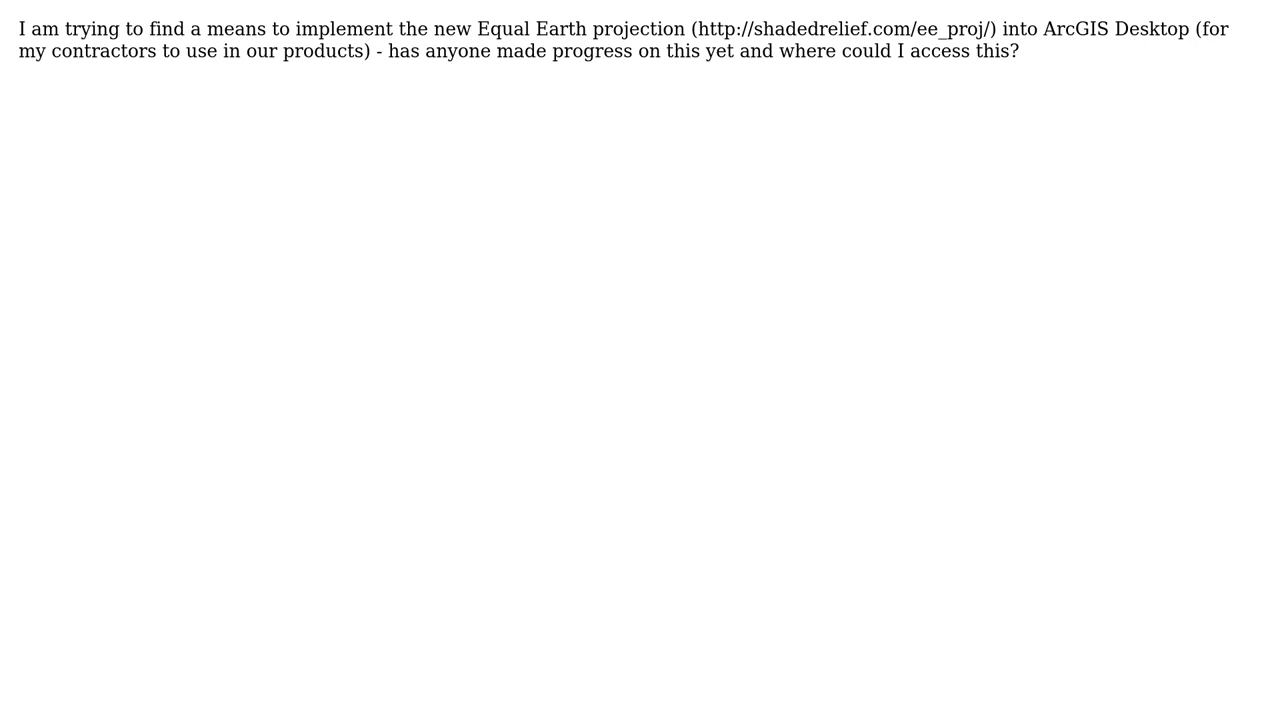 I am trying to find a means to implement the new Equal Earth projection (http://shadedrelief.com/ee_proj/) into ArcGIS Desktop (for
my contractors to use in our products) - has anyone made progress on this yet and where could I access this?